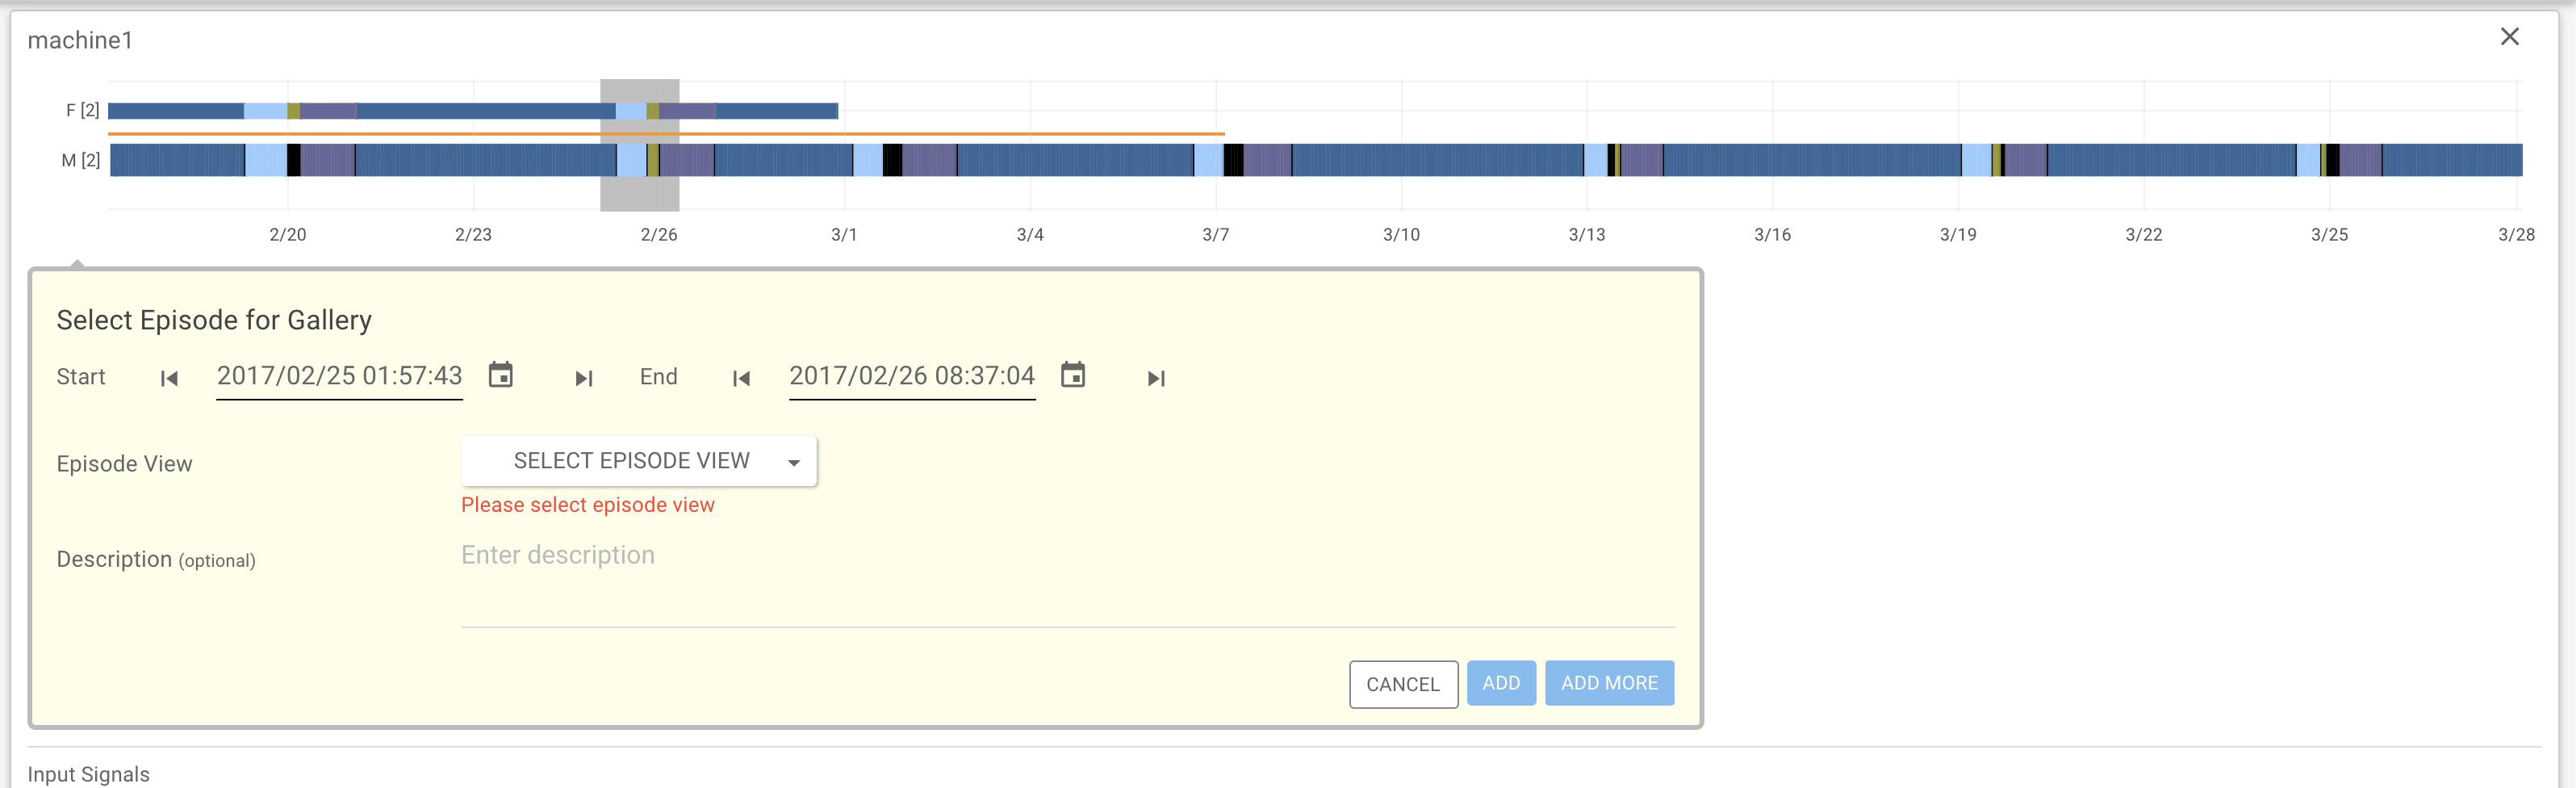 machine1
F [2]
M [2]
2/20 2/23 2/26 3/1 3/4 3/7 3/10 3/13 3/16 3/19 3/22 3/25 3/28
Select Episode for Gallery
Start 2017/02/25 01:57:43 End 2017/02/26 08:37:04
Episode View SELECT EPISODE VIEW
Please select episode view
Description (optional) Enter description
CANCEL ADD ADD MORE
Input Signals